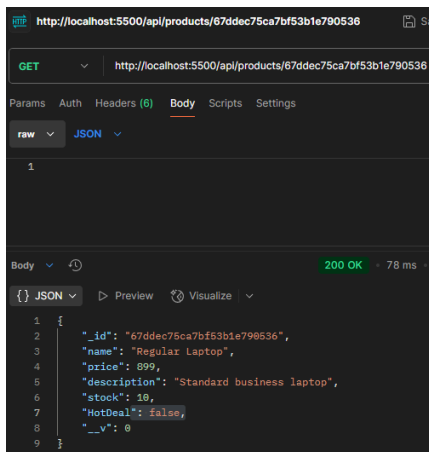 HTTP http://localhost:5500/api/products/67ddec75ca7bf53b1e790536
GET http://localhost:5500/api/products/67ddec75ca7bf53b1e790536
Params Auth Headers (6) Body Scripts Settings
raw JSON
1
Body 200 OK • 78 ms •
{} JSON Preview Visualize
1 {
2 "_id": "67ddec75ca7bf53b1e790536",
3 "name": "Regular Laptop",
4 "price": 899,
5 "description": "Standard business laptop",
6 "stock": 10,
7 "HotDeal": false,
8 "__v": 0
9 }